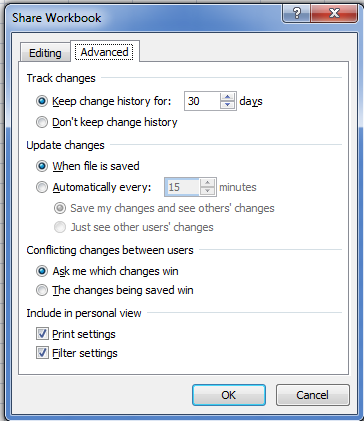 Share Workbook
Editing Advanced
Track changes
Keep change history for: 30 days
Don't keep change history
Update changes
When file is saved
Automatically every: 15 minutes
Save my changes and see others' changes
Just see other users' changes
Conflicting changes between users
Ask me which changes win
The changes being saved win
Include in personal view
Print settings
Filter settings
OK Cancel